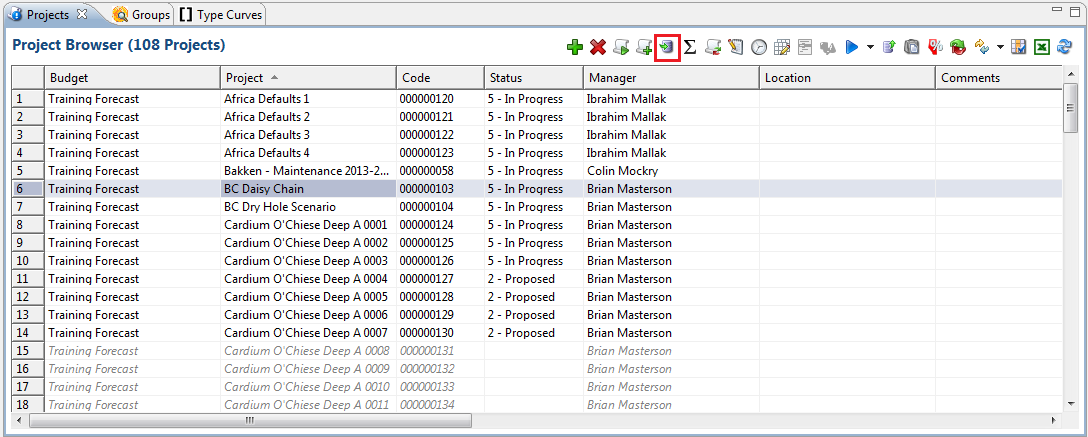 Projects Groups Type Curves
Project Browser (108 Projects)
Budget Project Code Status Manager Location Comments
1 Training Forecast Africa Defaults 1 000000120 5 - In Progress Ibrahim Mallak
2 Training Forecast Africa Defaults 2 000000121 5 - In Progress Ibrahim Mallak
3 Training Forecast Africa Defaults 3 000000122 5 - In Progress Ibrahim Mallak
4 Training Forecast Africa Defaults 4 000000123 5 - In Progress Ibrahim Mallak
5 Training Forecast Bakken - Maintenance 2013-2... 000000058 5 - In Progress Colin Mockry
6 Training Forecast BC Daisy Chain 000000103 5 - In Progress Brian Masterson
7 Training Forecast BC Dry Hole Scenario 000000104 5 - In Progress Brian Masterson
8 Training Forecast Cardium O'Chiese Deep A 0001 000000124 5 - In Progress Brian Masterson
9 Training Forecast Cardium O'Chiese Deep A 0002 000000125 5 - In Progress Brian Masterson
10 Training Forecast Cardium O'Chiese Deep A 0003 000000126 5 - In Progress Brian Masterson
11 Training Forecast Cardium O'Chiese Deep A 0004 000000127 2 - Proposed Brian Masterson
12 Training Forecast Cardium O'Chiese Deep A 0005 000000128 2 - Proposed Brian Masterson
13 Training Forecast Cardium O'Chiese Deep A 0006 000000129 2 - Proposed Brian Masterson
14 Training Forecast Cardium O'Chiese Deep A 0007 000000130 2 - Proposed Brian Masterson
15 Training Forecast Cardium O'Chiese Deep A 0008 000000131 Brian Masterson
16 Training Forecast Cardium O'Chiese Deep A 0009 000000132 Brian Masterson
17 Training Forecast Cardium O'Chiese Deep A 0010 000000133 Brian Masterson
18 Training Forecast Cardium O'Chiese Deep A 0011 000000134 Brian Masterson